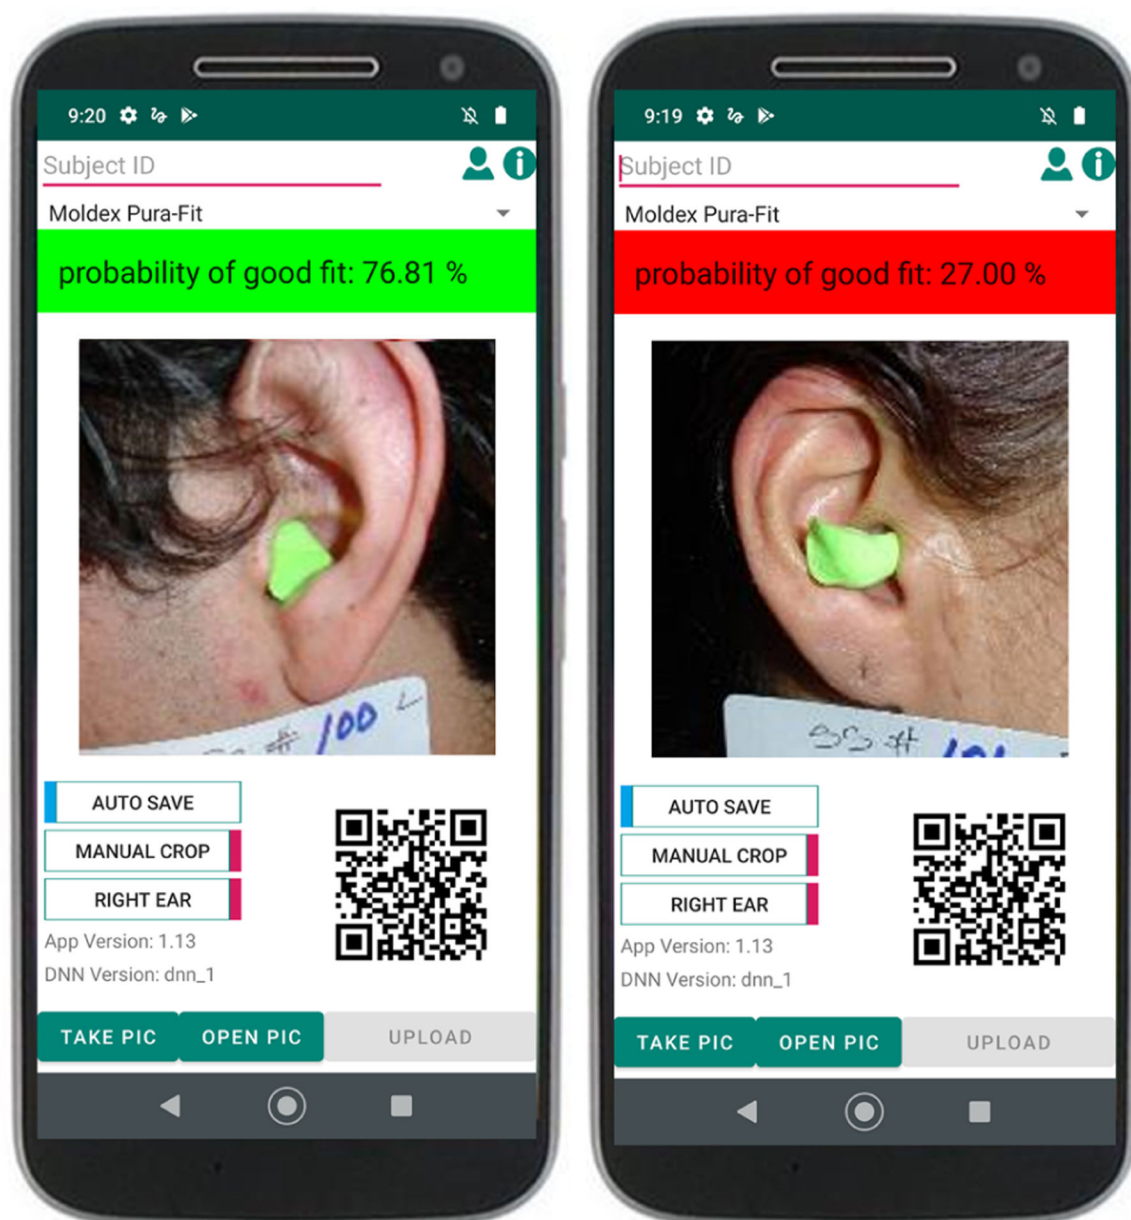 9:20
Subject ID
Moldex Pura-Fit
probability of good fit: 76.81 %
# 100 L
AUTO SAVE
MANUAL CROP
RIGHT EAR
App Version: 1.13
DNN Version: dnn_1
TAKE PIC OPEN PIC UPLOAD
9:19
Subject ID
Moldex Pura-Fit
probability of good fit: 27.00 %
SS #
AUTO SAVE
MANUAL CROP
RIGHT EAR
App Version: 1.13
DNN Version: dnn_1
TAKE PIC OPEN PIC UPLOAD